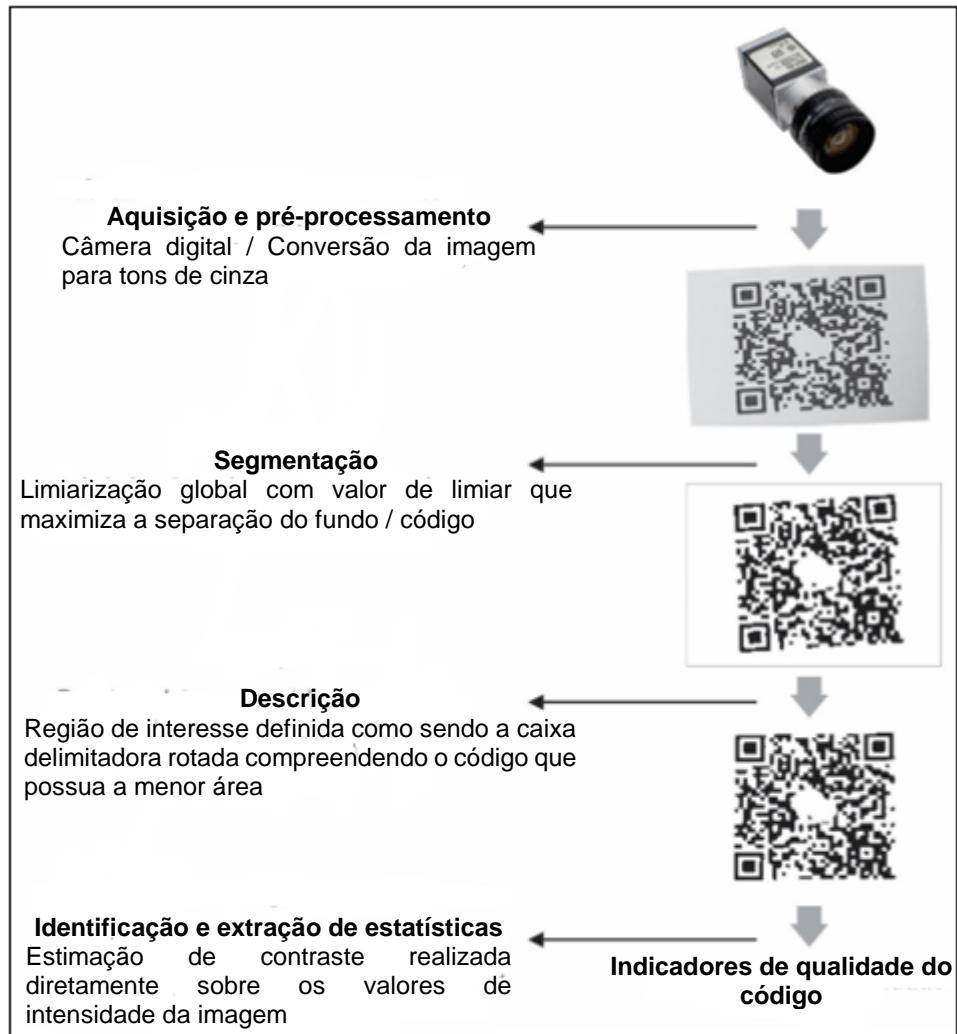 Aquisição e pré-processamento
Câmera digital / Conversão da imagem
para tons de cinza
Segmentação
Limiarização global com valor de limiar que
maximiza a separação do fundo / código
Descrição
Região de interesse definida como sendo a caixa
delimitadora rotada compreendendo o código que
possua a menor área
Identificação e extração de estatísticas
Estimação de contraste realizada
diretamente sobre os valores de
intensidade da imagem
Indicadores de qualidade do
código